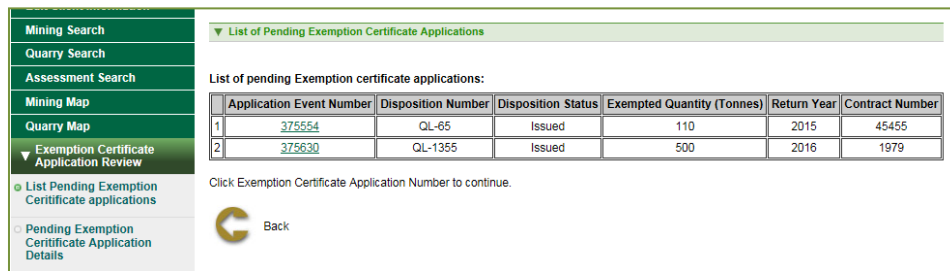 Mining Search
Quarry Search
Assessment Search
Mining Map
Quarry Map
▼ Exemption Certificate
Application Review
List Pending Exemption
Ceritificate applications
Pending Exemption
Ceritificate Application
Details
▼ List of Pending Exemption Certificate Applications
List of pending Exemption certificate applications:
Application Event Number Disposition Number Disposition Status Exempted Quantity (Tonnes) Return Year Contract Number
1 375554 QL-65 Issued 110 2015 45455
2 375630 QL-1355 Issued 500 2016 1979
Click Exemption Certificate Application Number to continue.
Back